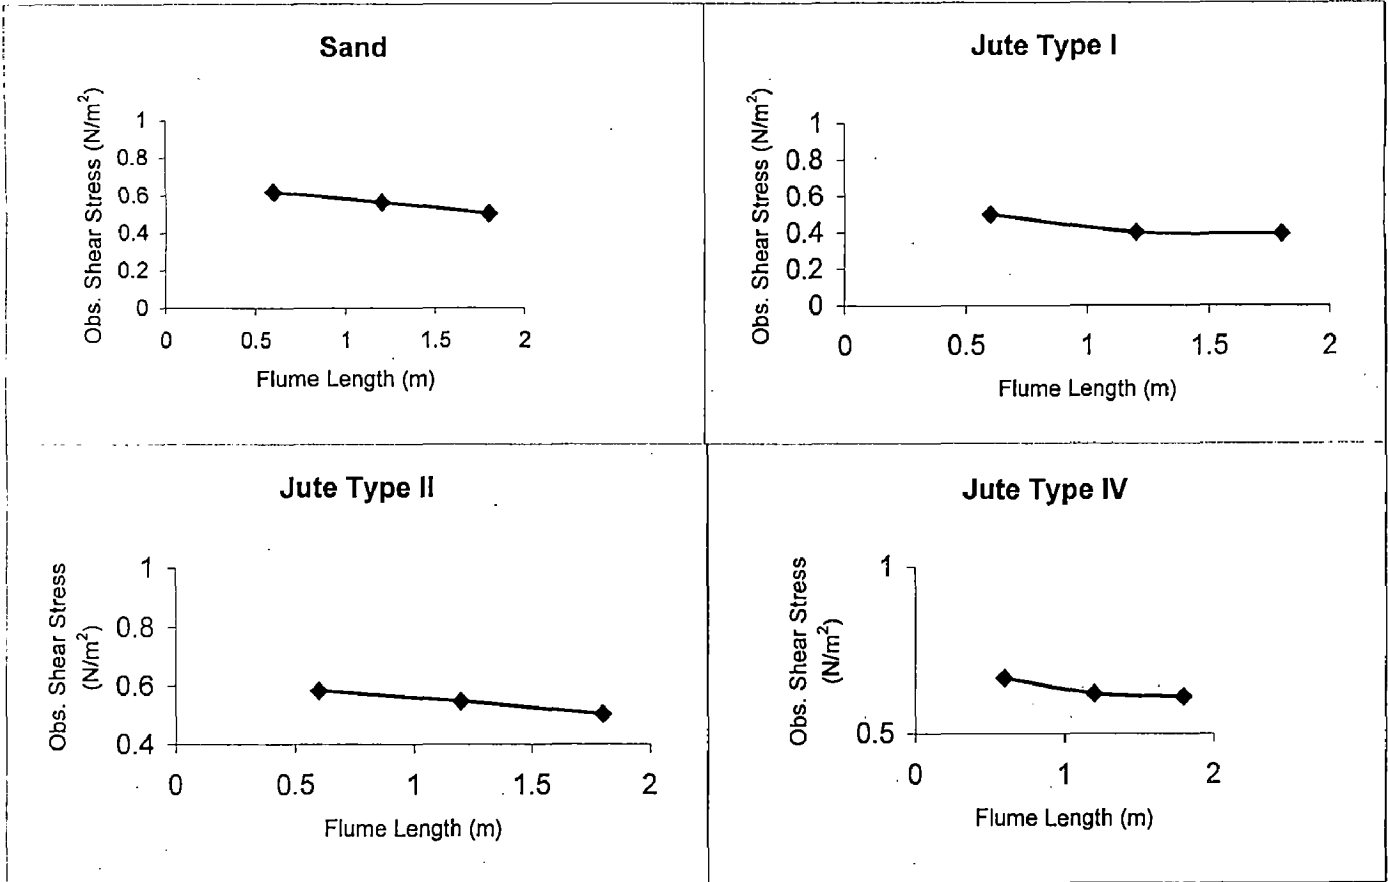 Sand
Obs. Shear Stress (N/m²)
1
0.8
0.6
0.4
0.2
0
0 0.5 1 1.5 2
Flume Length (m)
Jute Type I
Obs. Shear Stress (N/m²)
1
0.8
0.6
0.4
0.2
0
0 0.5 1 1.5 2
Flume Length (m)
Jute Type II
Obs. Shear Stress
(N/m²)
1
0.8
0.6
0.4
0 0.5 1 1.5 2
Flume Length (m)
Jute Type IV
Obs. Shear Stress
(N/m²)
1
0.5
0 1 2
Flume Length (m)